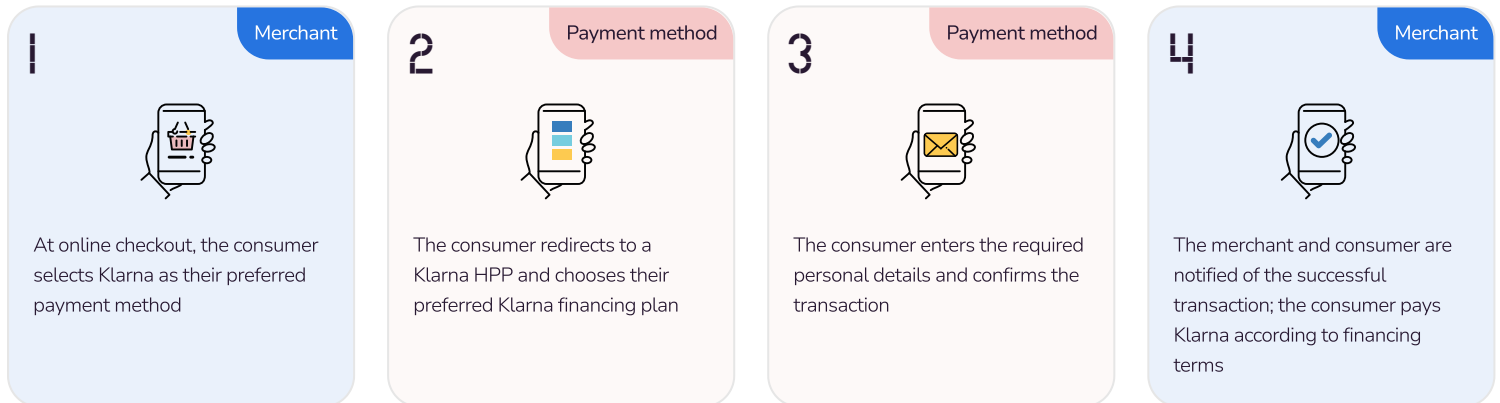 1
Merchant
At online checkout, the consumer
selects Klarna as their preferred
payment method
2
Payment method
The consumer redirects to a
Klarna HPP and chooses their
preferred Klarna financing plan
3
Payment method
The consumer enters the required
personal details and confirms the
transaction
4
Merchant
The merchant and consumer are
notified of the successful
transaction; the consumer pays
Klarna according to financing
terms